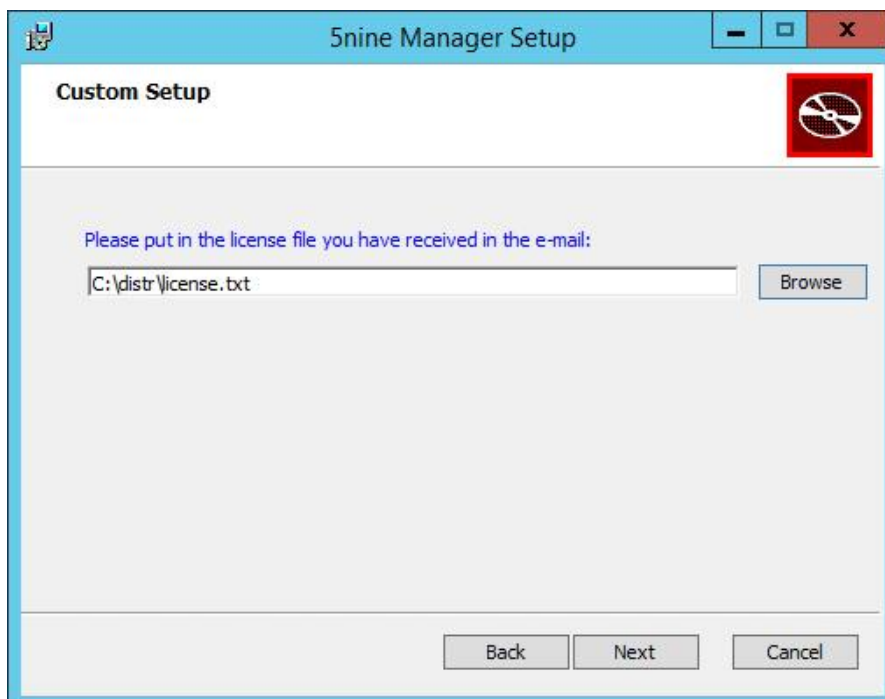 5nine Manager Setup
Custom Setup
Please put in the license file you have received in the e-mail:
C:\distr\license.txt
Browse
Back
Next
Cancel